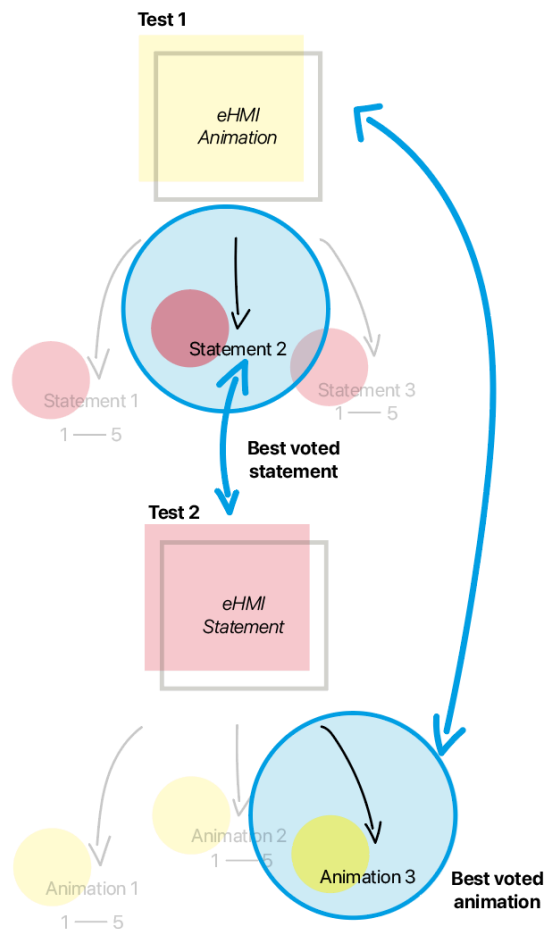 Test 1
eHMI
Animation
Statement 2
Statement 1
1 — 5
Statement 3
1 — 5
Best voted
statement
Test 2
eHMI
Statement
Animation 2
1 — 5
Animation 1
1 — 5
Animation 3
Best voted
animation